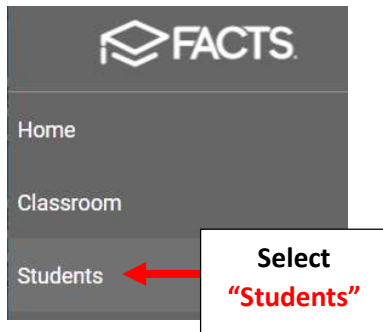 FACTS.
Home
Classroom
Students
Select
“Students”